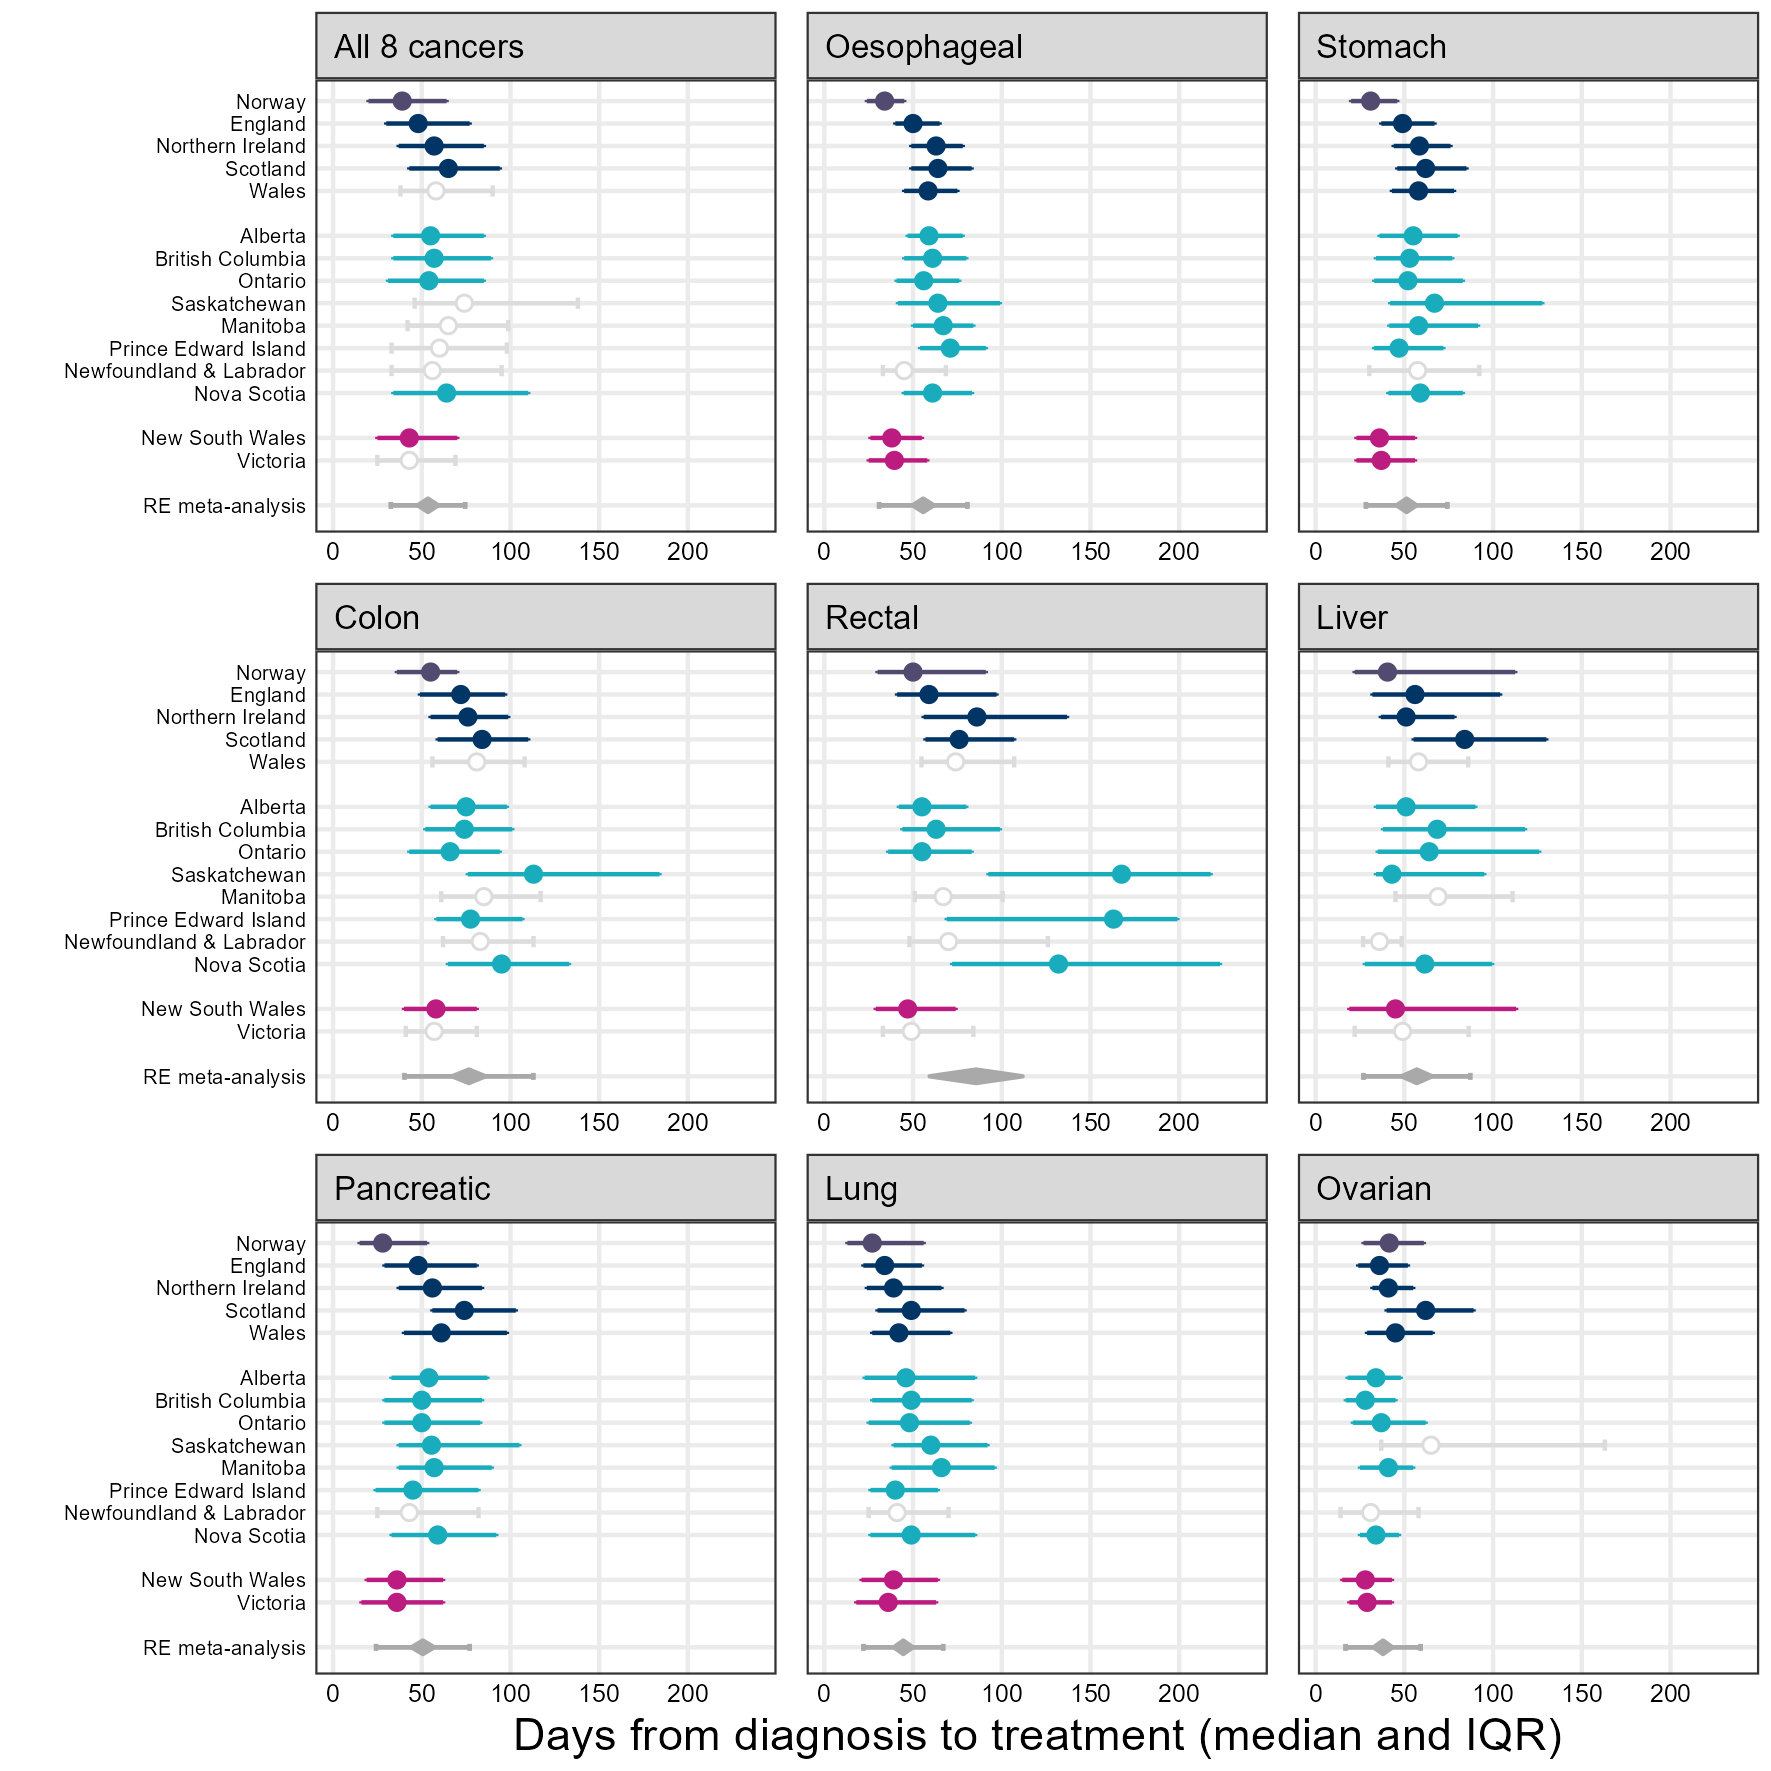 All 8 cancers
Oesophageal
Stomach
Norway
England
Northern Ireland
Scotland
Wales
Alberta
British Columbia
Ontario
Saskatchewan
Manitoba
Prince Edward Island
Newfoundland & Labrador
Nova Scotia
New South Wales
Victoria
RE meta-analysis
0 50 100 150 200
0 50 100 150 200
0 50 100 150 200
Colon
Rectal
Liver
Norway
England
Northern Ireland
Scotland
Wales
Alberta
British Columbia
Ontario
Saskatchewan
Manitoba
Prince Edward Island
Newfoundland & Labrador
Nova Scotia
New South Wales
Victoria
RE meta-analysis
0 50 100 150 200
0 50 100 150 200
0 50 100 150 200
Pancreatic
Lung
Ovarian
Norway
England
Northern Ireland
Scotland
Wales
Alberta
British Columbia
Ontario
Saskatchewan
Manitoba
Prince Edward Island
Newfoundland & Labrador
Nova Scotia
New South Wales
Victoria
RE meta-analysis
0 50 100 150 200
0 50 100 150 200
0 50 100 150 200
Days from diagnosis to treatment (median and IQR)